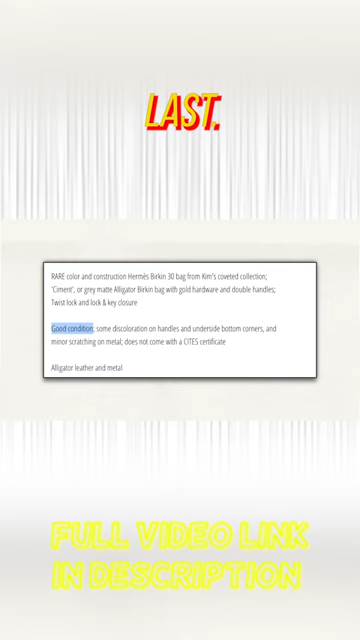 LAST.
RARE color and construction Hermès Birkin 30 bag from Kim's coveted collection;
'Ciment', or grey matte Alligator Birkin bag with gold hardware and double handles;
Twist lock and lock & key closure
Good condition; some discoloration on handles and underside bottom corners, and
minor scratching on metal; does not come with a CITES certificate
Alligator leather and metal
FULL VIDEO LINK
IN DESCRIPTION